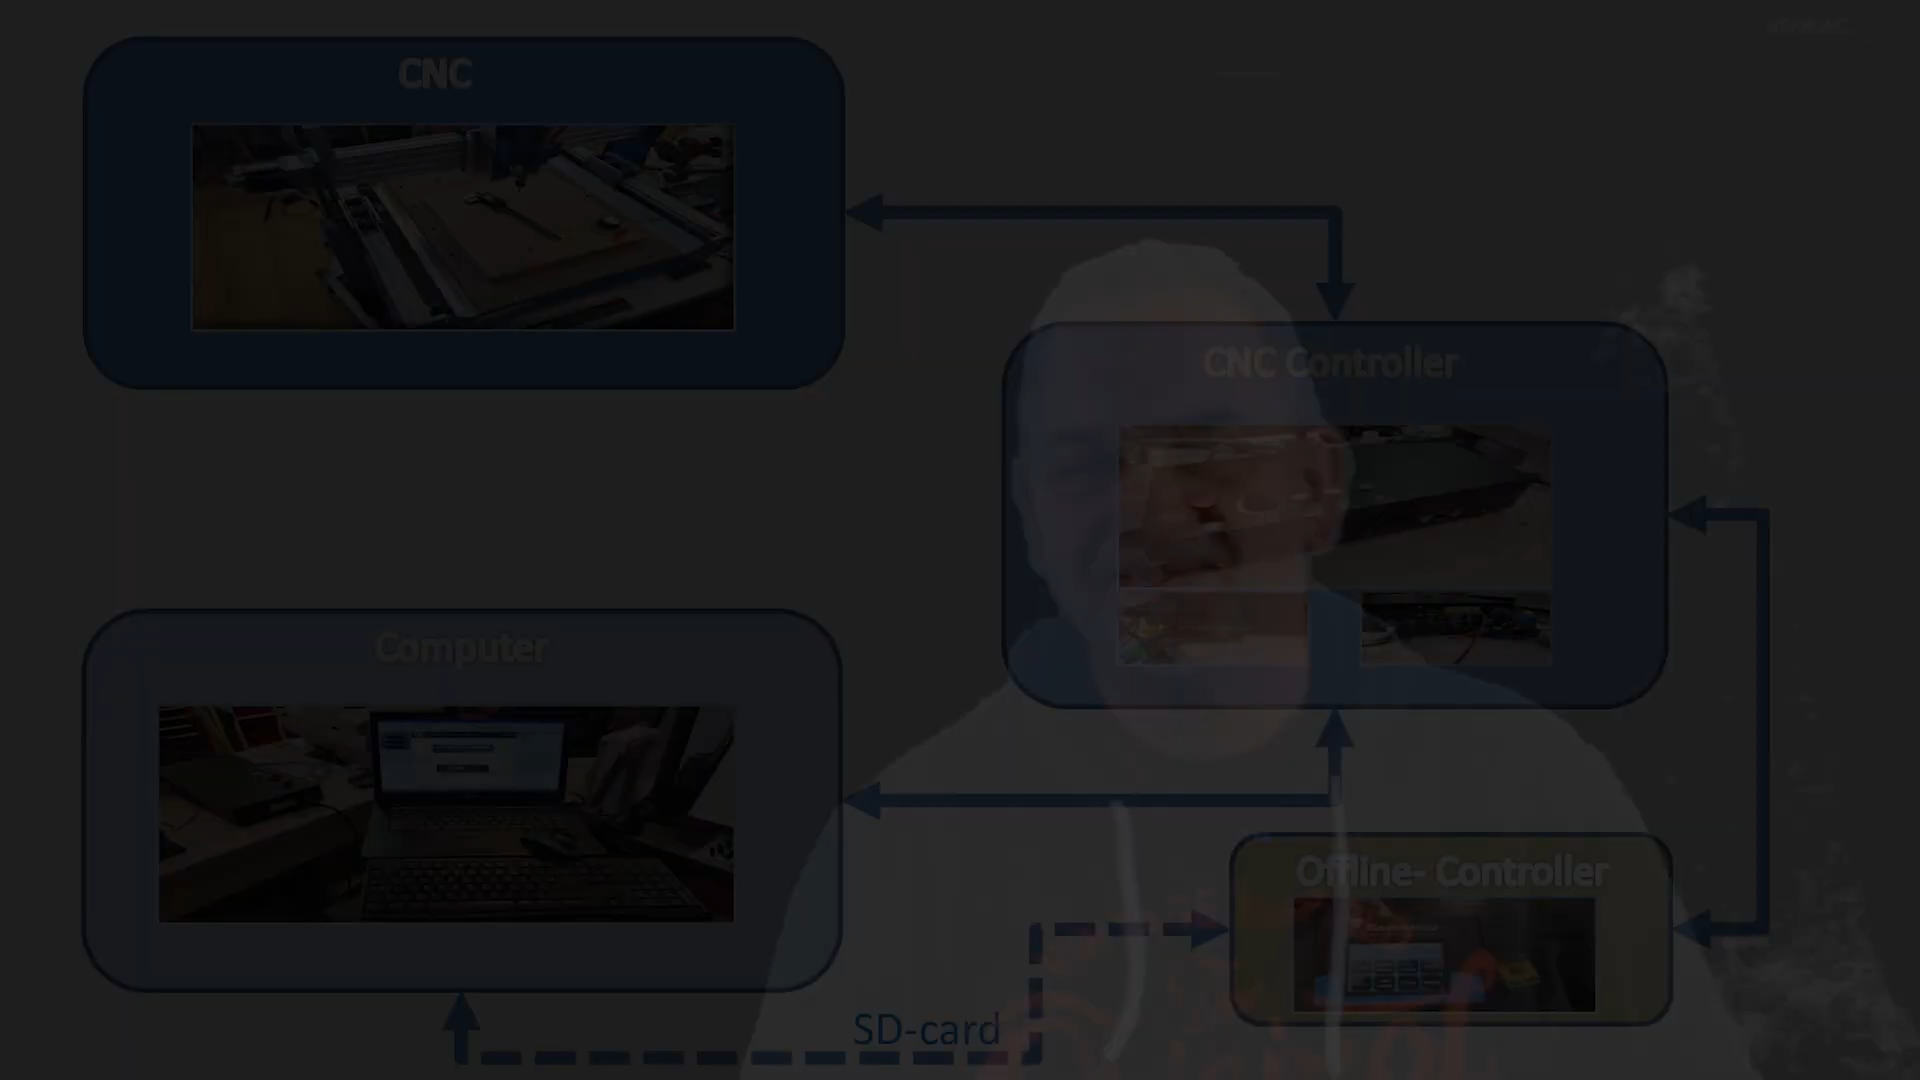 CNC
CNC Controller
Computer
Offline- Controller
SD-card